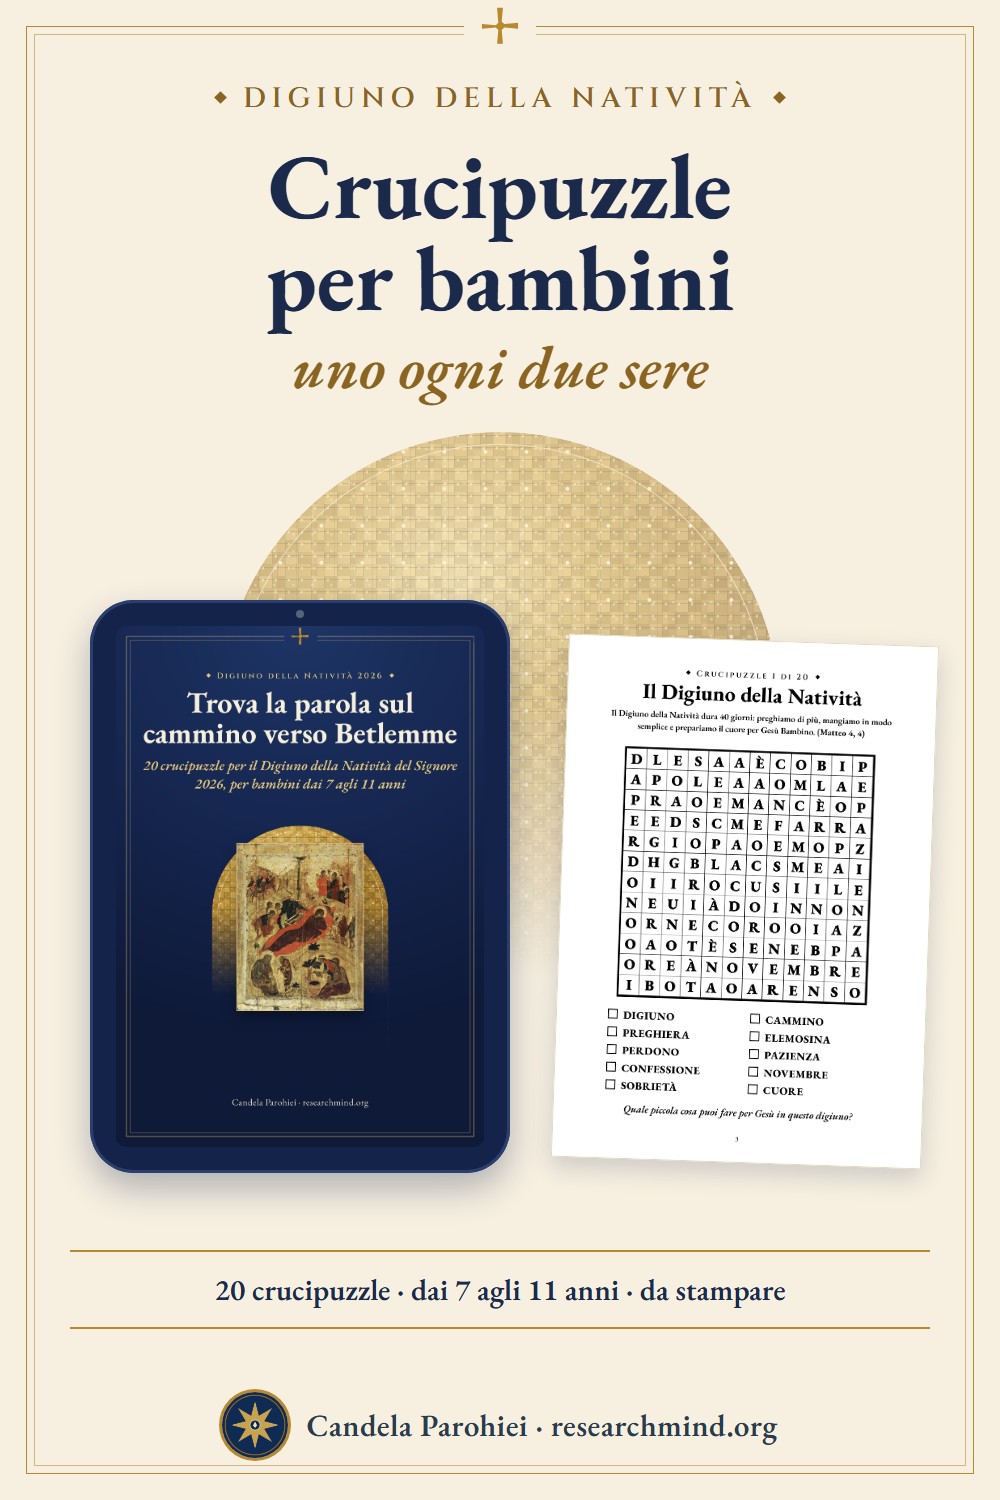 DIGIUNO DELLA NATIVITÀ
Crucipuzzle
per bambini
uno ogni due sere
DIGIUNO DELLA NATIVITÀ 2026
Trova la parola sul
cammino verso Betlemme
20 crucipuzzle per il Digiuno della Natività del Signore
2026, per bambini dai 7 agli 11 anni
Candela Parohiei · researchmind.org
CRUCIPUZZLE 1 DI 20
Il Digiuno della Natività
Il Digiuno della Natività dura 40 giorni: preghiamo di più, mangiamo in modo
semplice e prepariamo il cuore per Gesù Bambino. (Matteo 4, 4)
D L E S A A È C O B I P
A P O L E A A O M L A E
P R A O E M A N C È O P
E E D S C M E F A R R A
R G I O P A O E M O P Z
D H G B L A C S M E A I
O I I R O C U S I I L E
N E U I À D O I N N O N
O R N E C O R O O I A Z
O A O T È S E N E B P A
O R E À N O V E M B R E
I B O T A O A R E N S O
DIGIUNO
PREGHIERA
PERDONO
CONFESSIONE
SOBRIETÀ
CAMMINO
ELEMOSINA
PAZIENZA
NOVEMBRE
CUORE
Quale piccola cosa puoi fare per Gesù in questo digiuno?
3
20 crucipuzzle · dai 7 agli 11 anni · da stampare
Candela Parohiei · researchmind.org